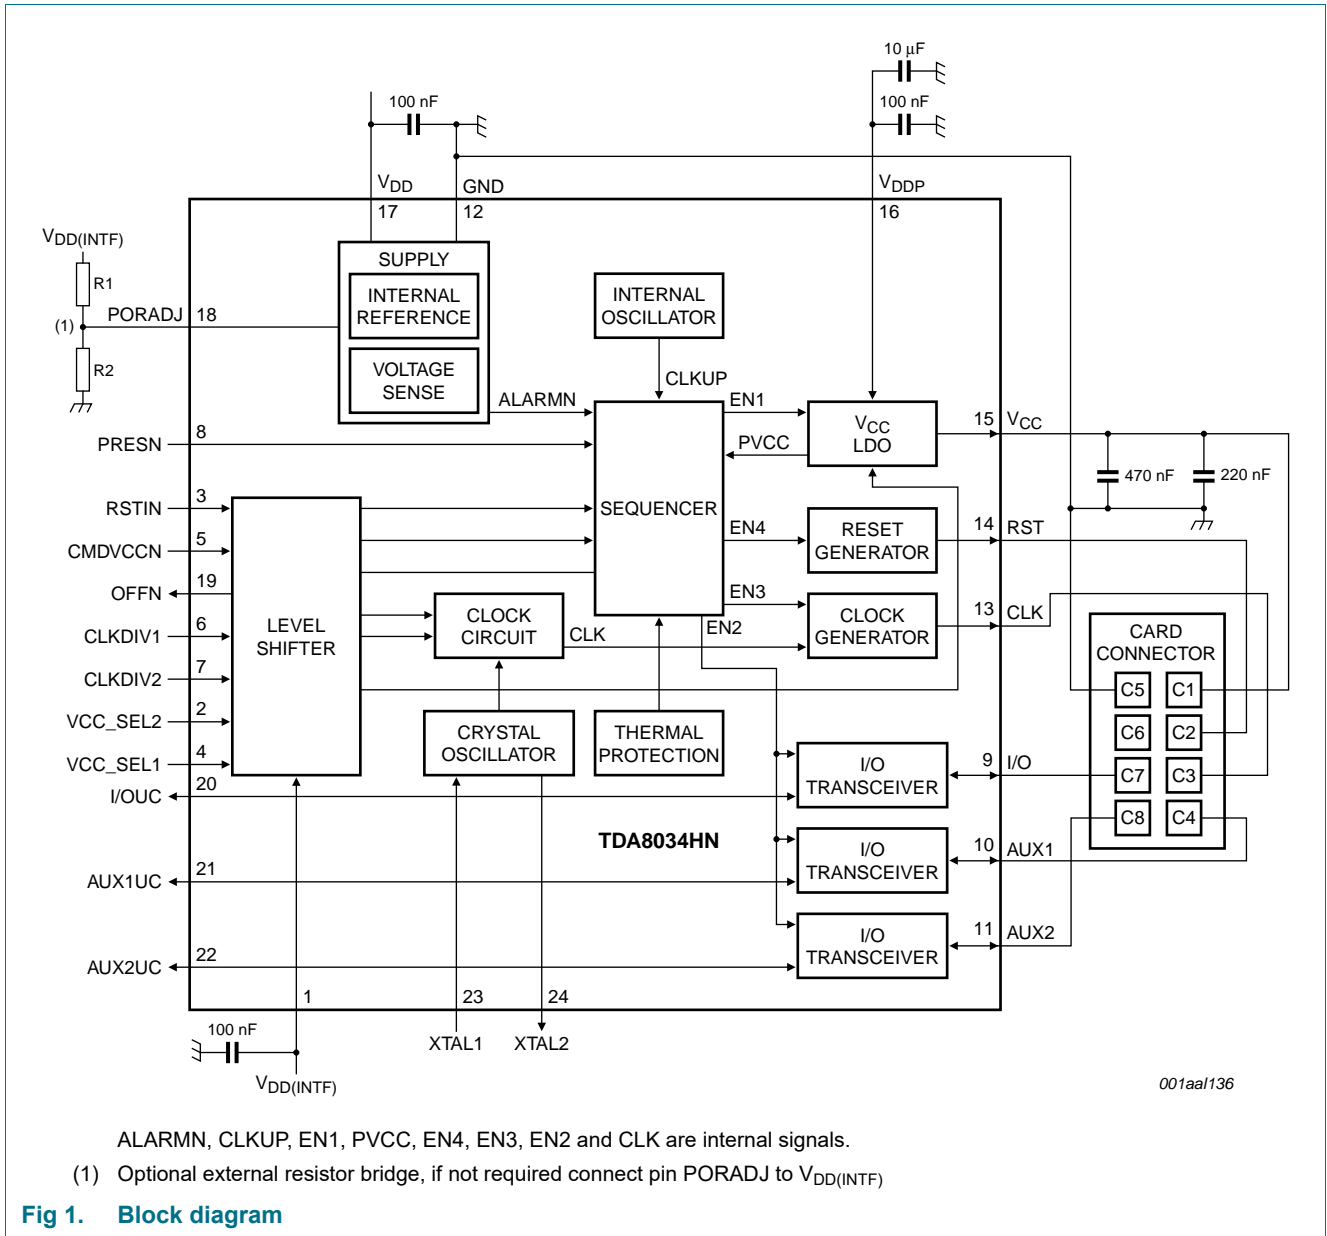 10 µF
100 nF
100 nF
VDD
GND
VDDP
17
12
16
VDD(INTF)
R1
(1)
R2
PORADJ
18
SUPPLY
INTERNAL
REFERENCE
VOLTAGE
SENSE
INTERNAL
OSCILLATOR
CLKUP
ALARMN
EN1
PVCC
VCC
LDO
15
VCC
470 nF
220 nF
PRESN
8
RSTIN
3
CMDVCCN
5
OFFN
19
CLKDIV1
6
CLKDIV2
7
VCC_SEL2
2
VCC_SEL1
4
LEVEL
SHIFTER
SEQUENCER
EN4
RESET
GENERATOR
14
RST
EN3
EN2
CLOCK
CIRCUIT
CLK
CLOCK
GENERATOR
13
CLK
CARD
CONNECTOR
C5
C1
C6
C2
C7
C3
C8
C4
CRYSTAL
OSCILLATOR
THERMAL
PROTECTION
I/OUC
20
I/O
TRANSCEIVER
9
I/O
TDA8034HN
AUX1UC
21
I/O
TRANSCEIVER
10
AUX1
AUX2UC
22
I/O
TRANSCEIVER
11
AUX2
1
23
24
100 nF
VDD(INTF)
XTAL1
XTAL2
001aal136
ALARMN, CLKUP, EN1, PVCC, EN4, EN3, EN2 and CLK are internal signals.
(1) Optional external resistor bridge, if not required connect pin PORADJ to VDD(INTF)
Fig 1. Block diagram